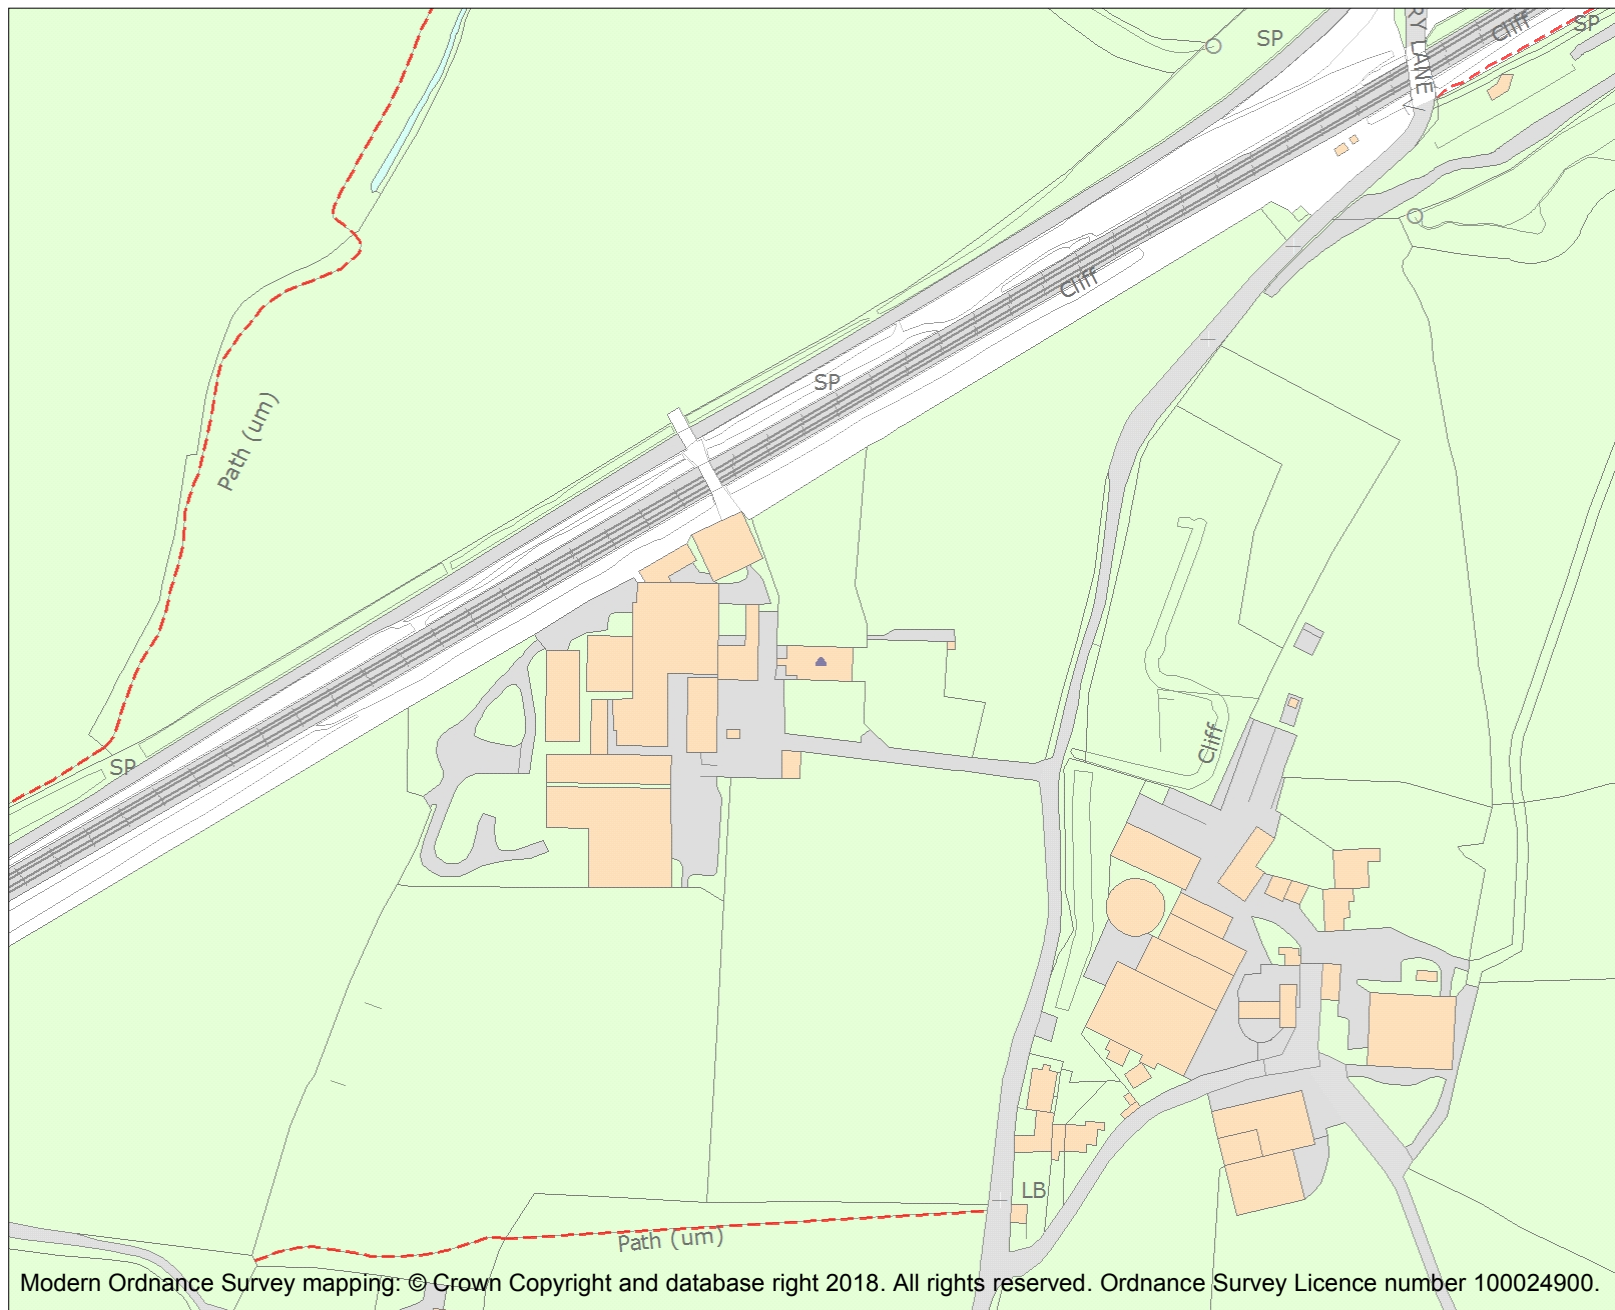 SP
RY LANE
Cliff
SP
Cliff
SP
Path (um)
SP
Cliff
LB
Path (um)
Modern Ordnance Survey mapping: © Crown Copyright and database right 2018. All rights reserved. Ordnance Survey Licence number 100024900.